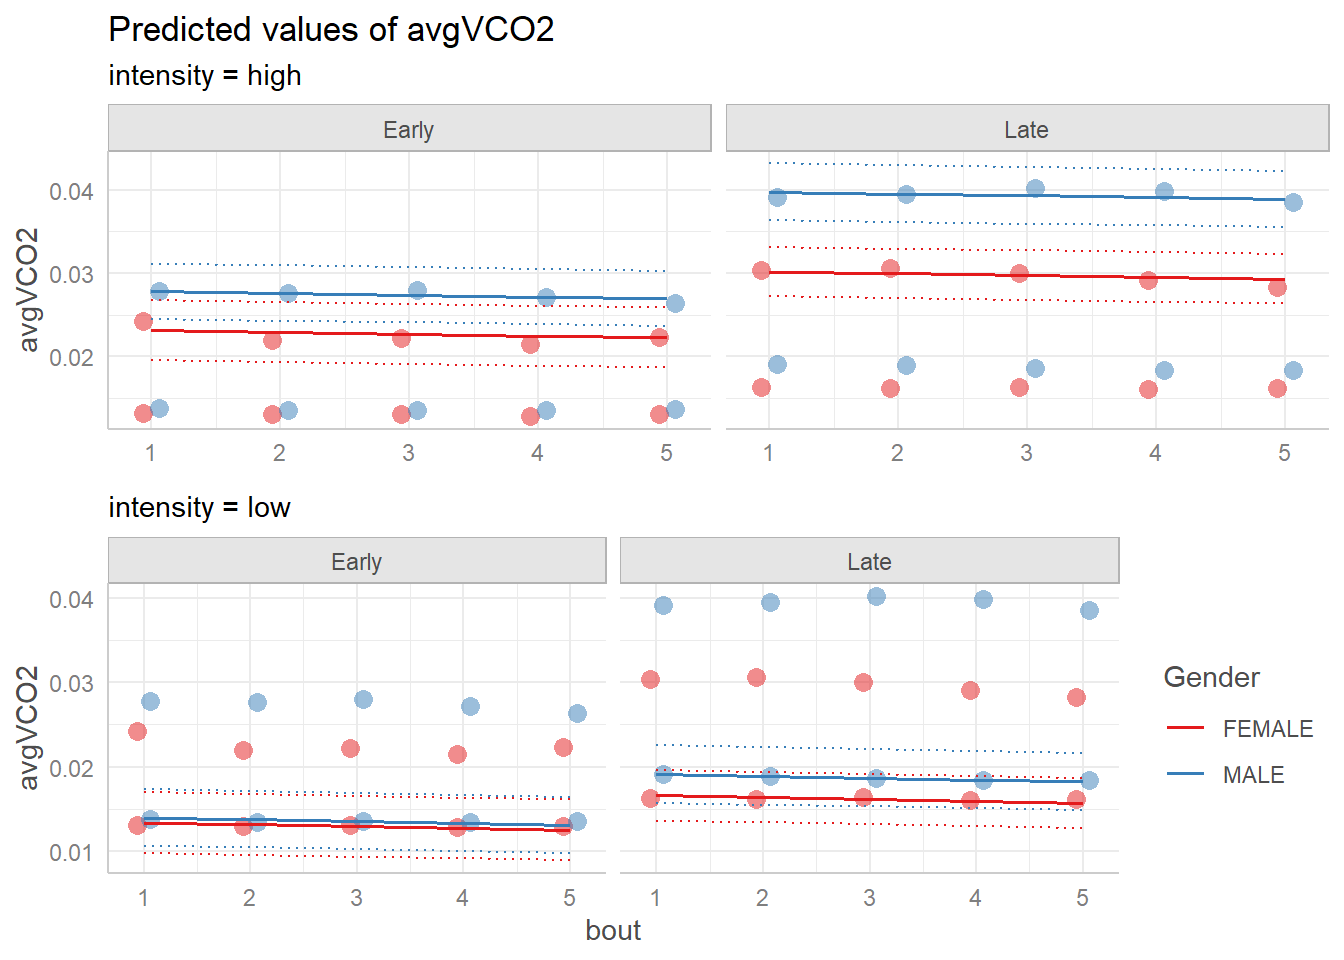 Predicted values of avgVCO2
intensity = high
Early
Late
avgVCO2
0.04
0.03
0.02
1 2 3 4 5
1 2 3 4 5
intensity = low
Early
Late
avgVCO2
0.04
0.03
0.02
0.01
1 2 3 4 5
1 2 3 4 5
bout
Gender
FEMALE
MALE